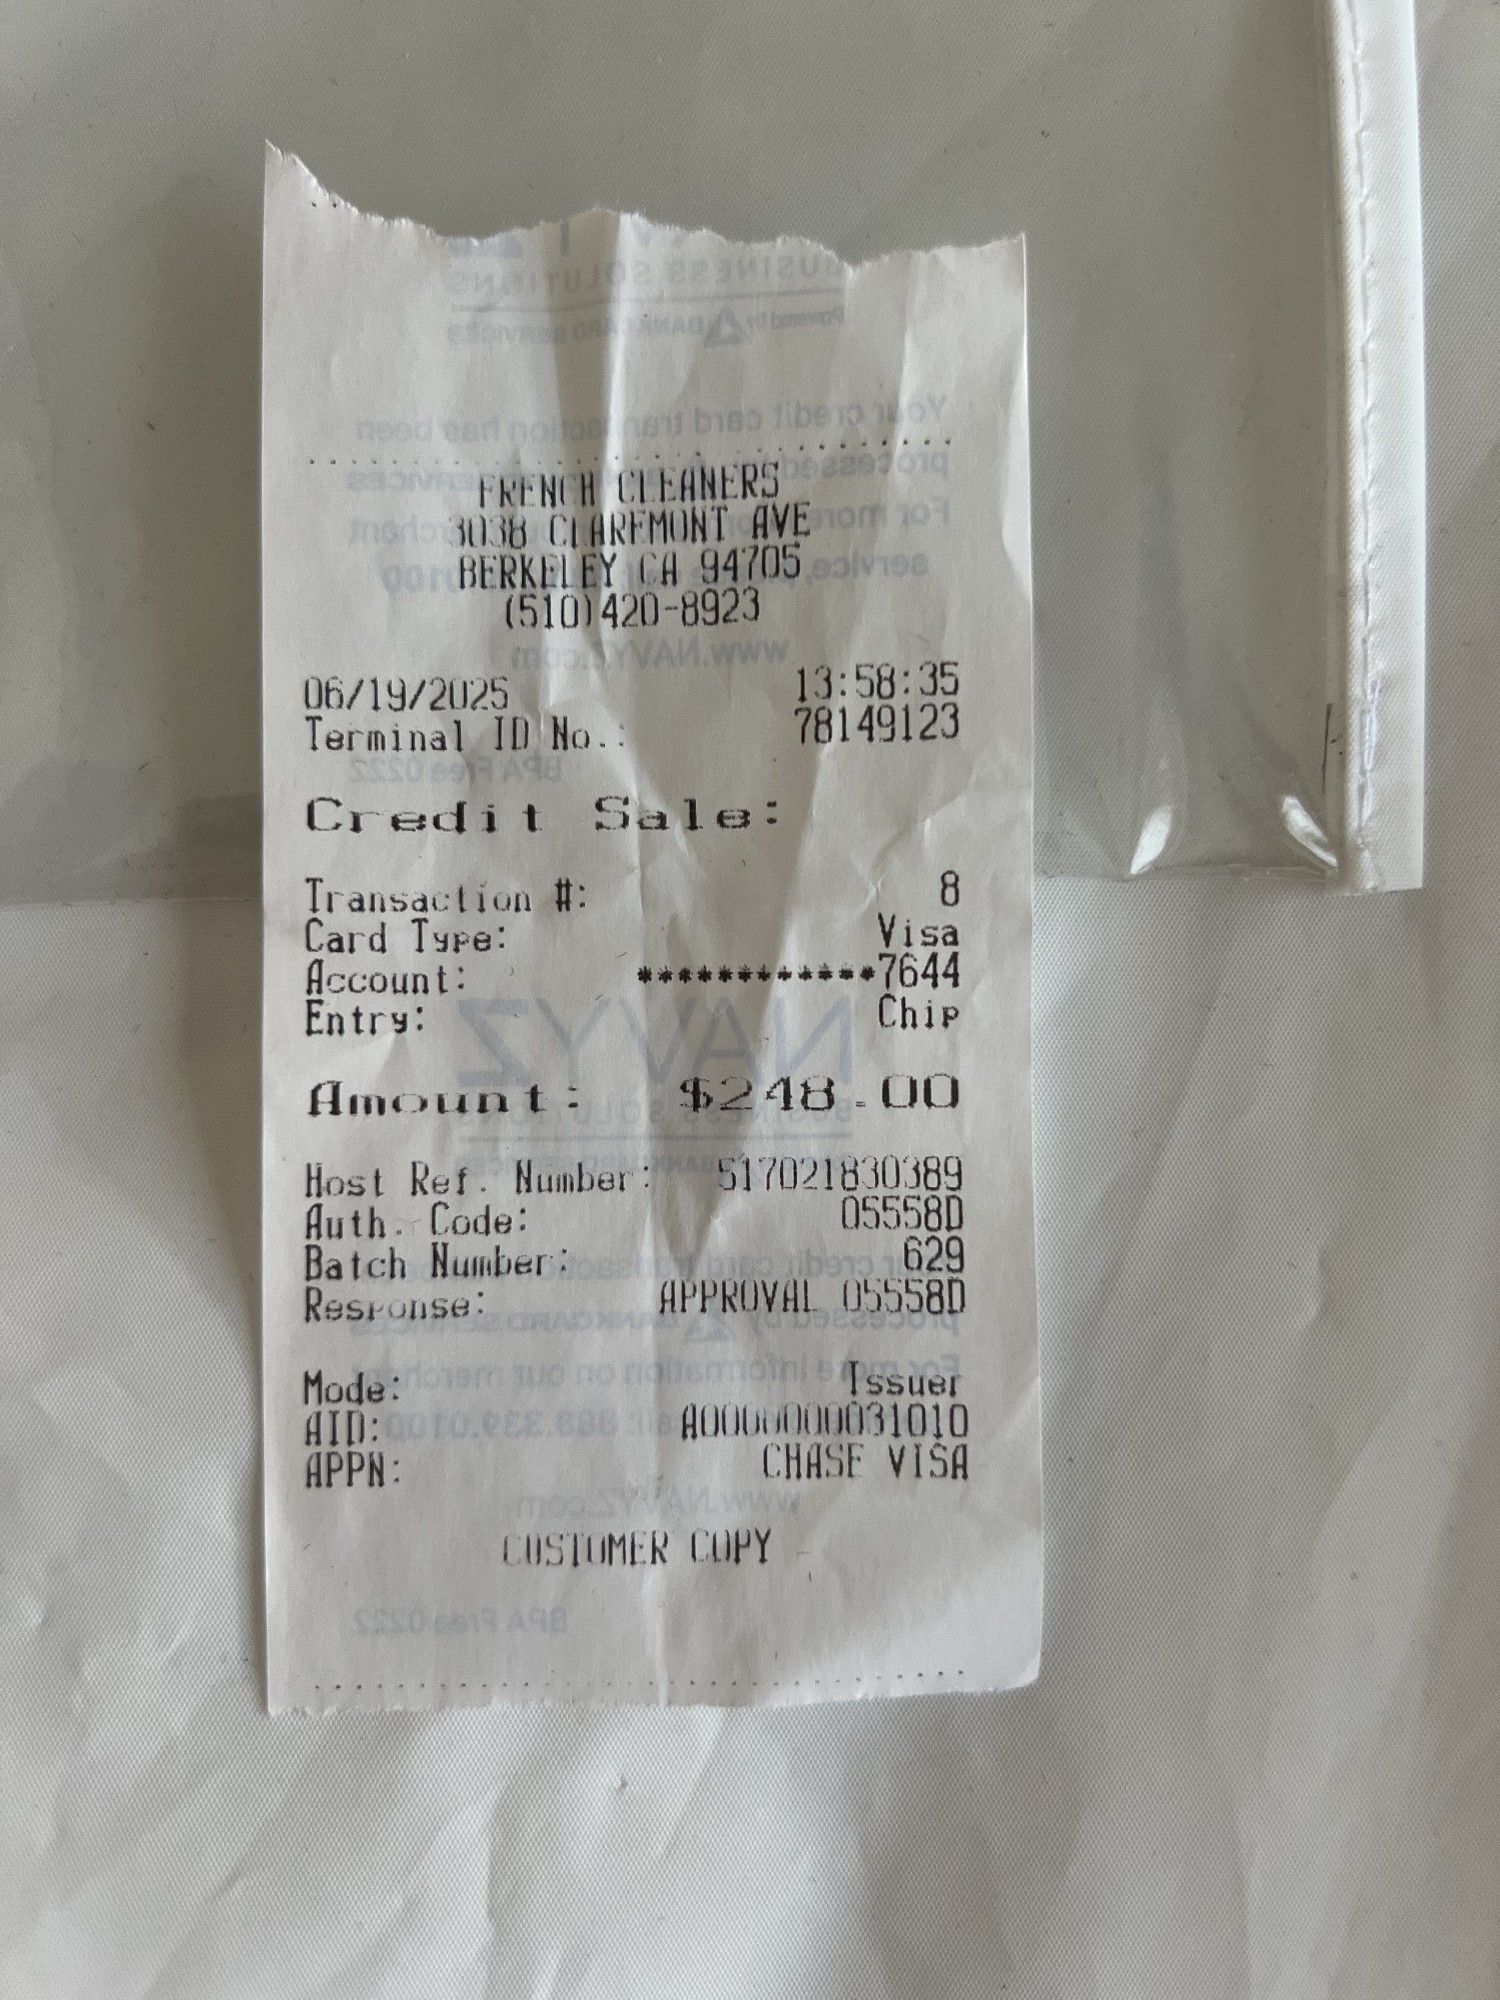 FRENCH CLEANERS
3038 CLAREMONT AVE
BERKELEY CA 94705
(510)420-8923
06/19/2025 13:58:35
Terminal ID No.: 78149123
Credit Sale:
Transaction #: 8
Card Type: Visa
Account: ************7644
Entry: Chip
Amount: $248.00
Host Ref. Number: 517021830389
Auth. Code: 05558D
Batch Number: 629
Response: APPROVAL 05558D
Mode: Issuer
AID: A0000000031010
APPN: CHASE VISA
CUSTOMER COPY